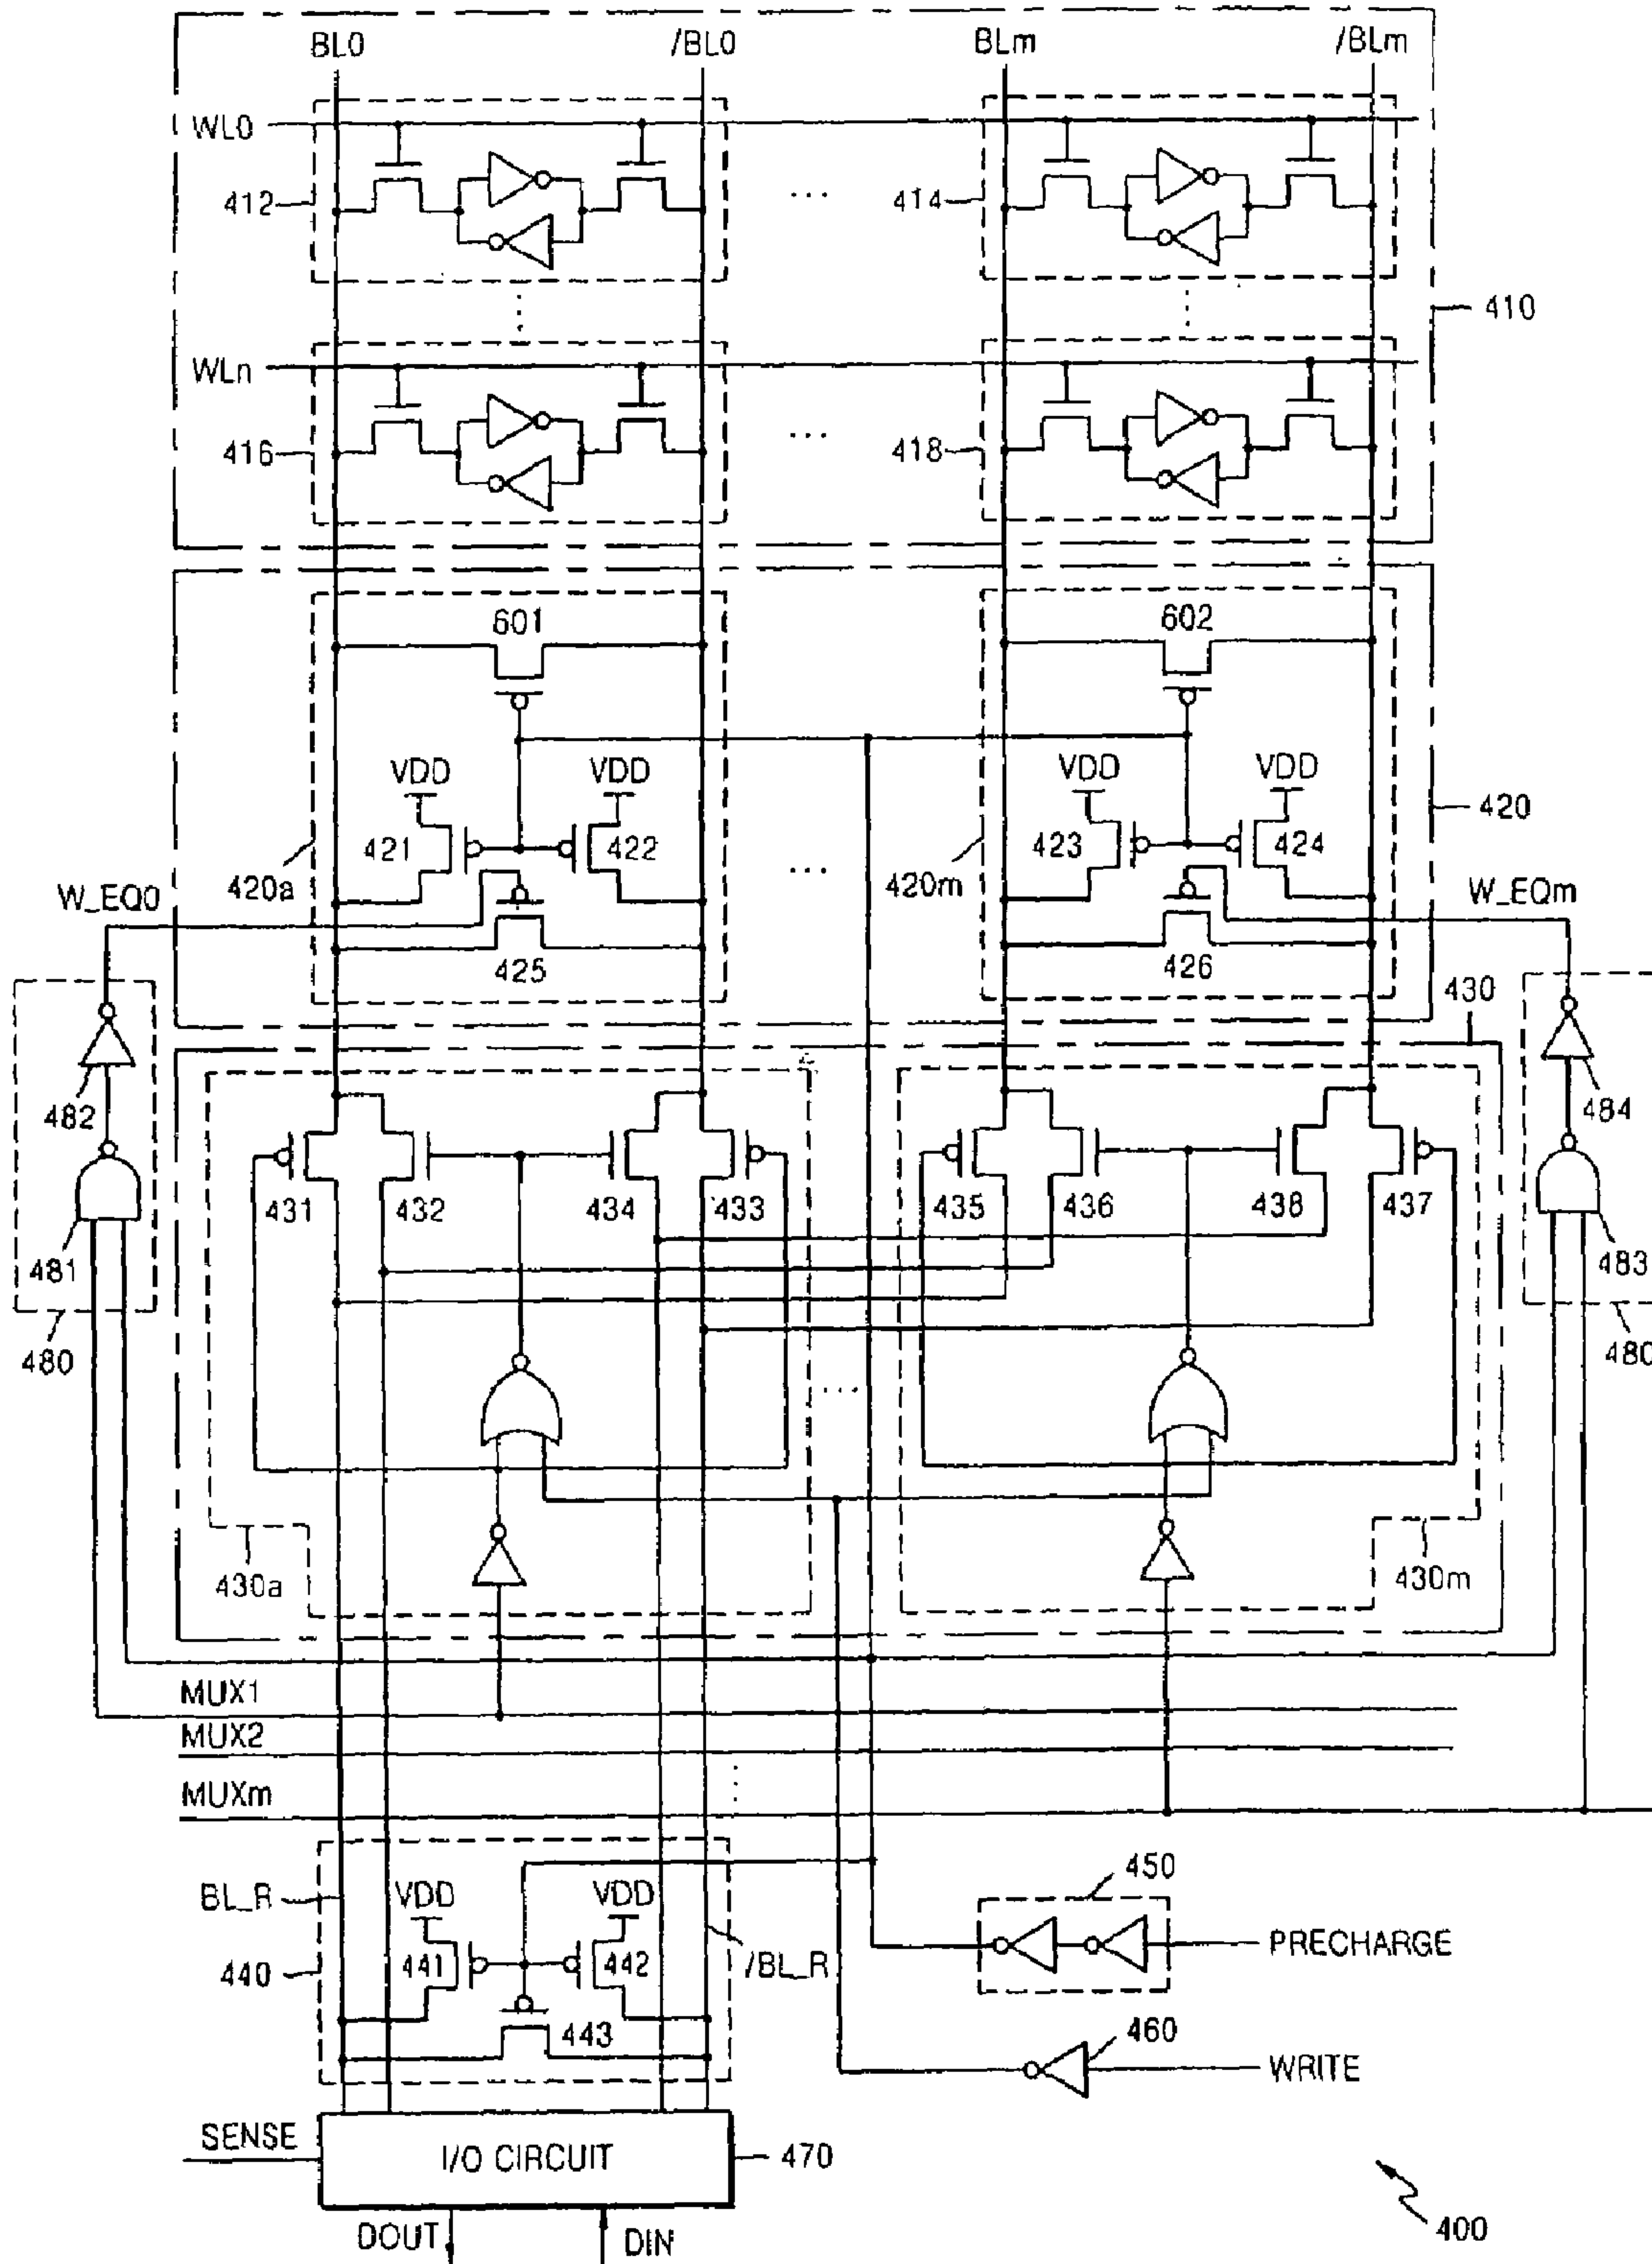 BL0 /BL0 BLm /BLm
WL0
412 414
410
WLn
416 418
601 602
VDD VDD VDD VDD
420
421 422 423 424
420a 420m
W_EQ0 W_EQm
425 426
430
482 484
431 432 434 433 435 436 438 437
481 483
480 480
430a 430m
MUX1
MUX2
MUXm
450
BL_R VDD VDD
PRECHARGE
440 441 442 /BL_R
443 460
WRITE
SENSE
I/O CIRCUIT 470
DOUT DIN
400